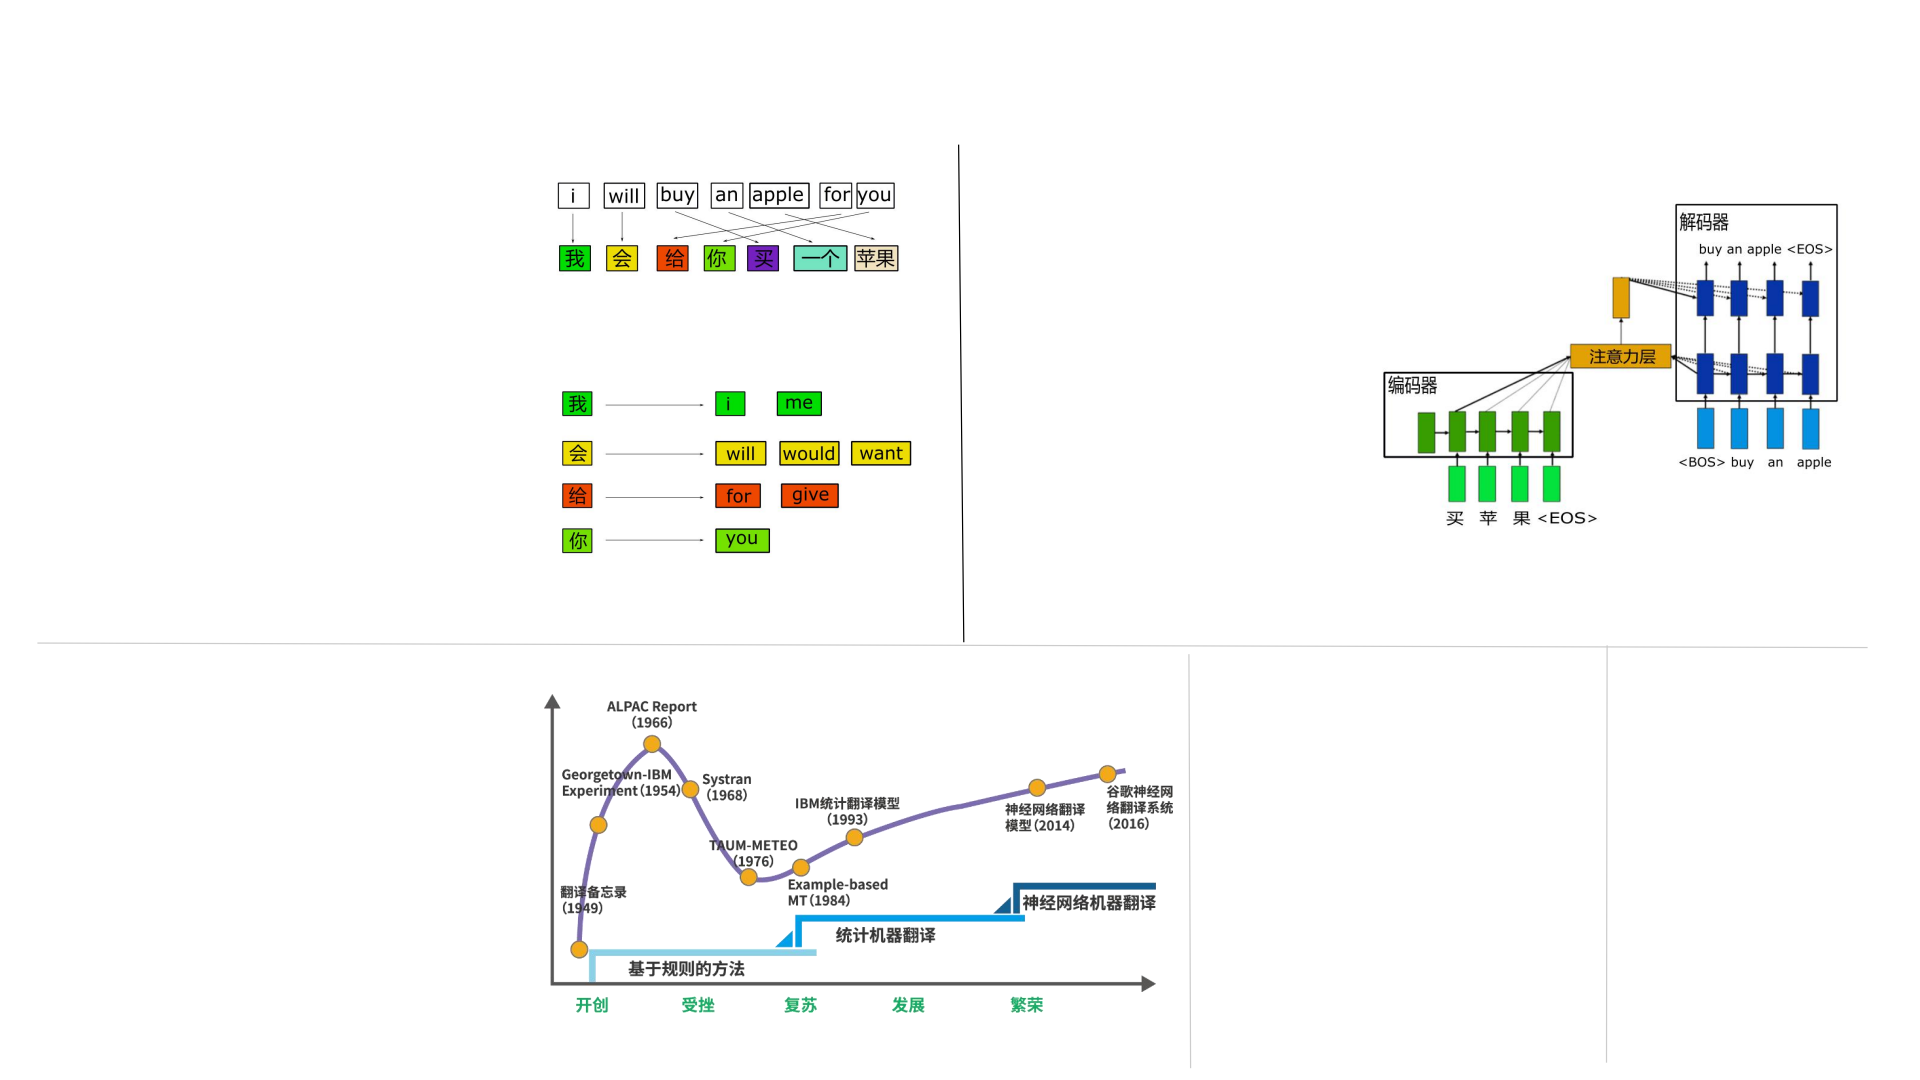 i will buy an apple for you
我 会 给 你 买 一个 苹果
我 i me
会 will would want
给 for give
你 you
解码器
buy an apple <EOS>
注意力层
编码器
<BOS> buy an apple
买 苹 果 <EOS>
ALPAC Report
(1966)
Georgetown-IBM
Experiment (1954)
Systran
(1968)
TAUM-METEO
(1976)
IBM统计翻译模型
(1993)
Example-based
MT (1984)
神经网络翻译
模型(2014)
谷歌神经网
络翻译系统
(2016)
翻译备忘录
(1949)
神经网络机器翻译
统计机器翻译
基于规则的方法
开创 受挫 复苏 发展 繁荣